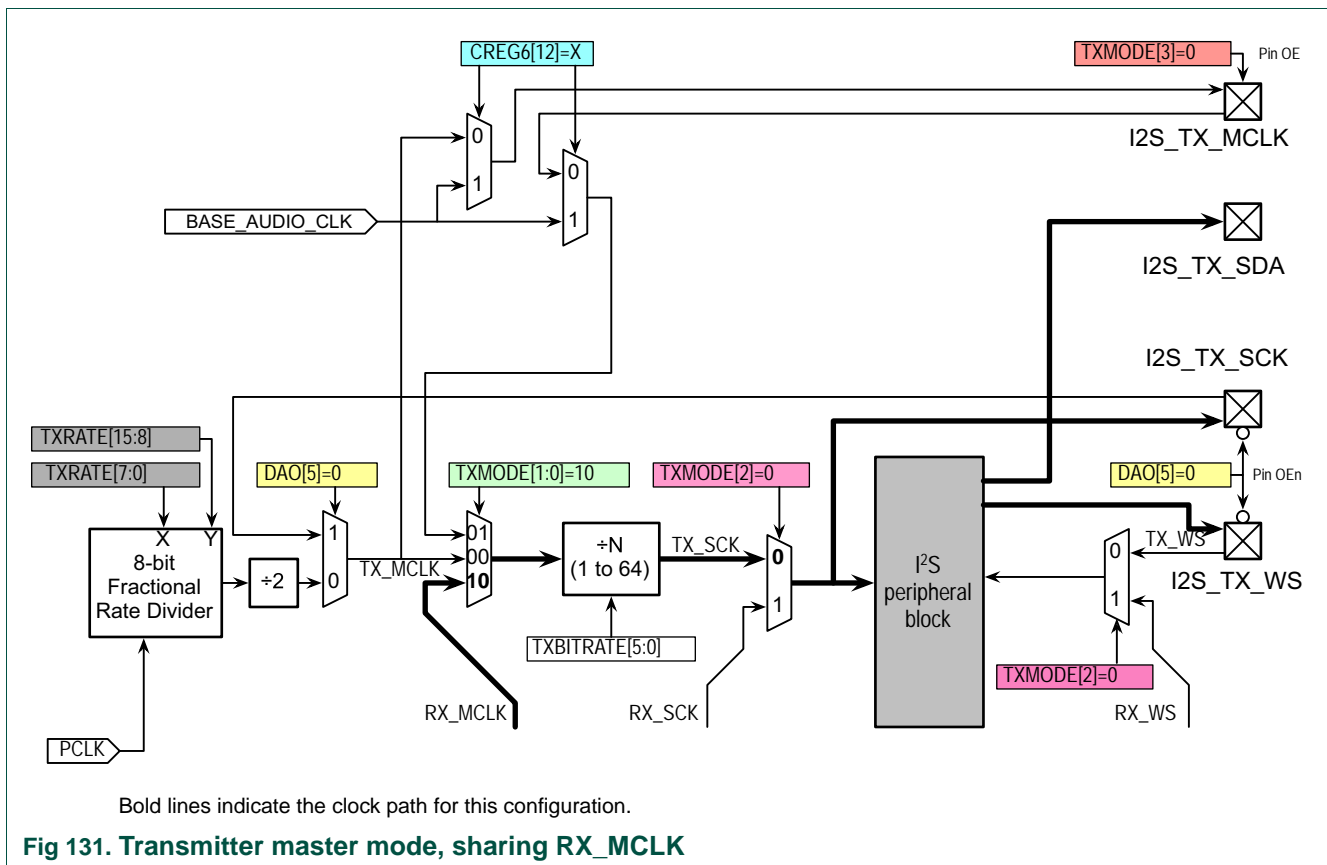 CREG6[12]=X
TXMODE[3]=0
Pin OE
0
1
0
1
I2S_TX_MCLK
BASE_AUDIO_CLK
I2S_TX_SDA
I2S_TX_SCK
TXRATE[15:8]
TXRATE[7:0]
DAO[5]=0
TXMODE[1:0]=10
TXMODE[2]=0
DAO[5]=0
Pin OEn
X
Y
8-bit
Fractional
Rate Divider
÷2
1
0
TX_MCLK
01
00
10
÷N
(1 to 64)
TX_SCK
0
1
I²S
peripheral
block
0
1
TX_WS
I2S_TX_WS
TXBITRATE[5:0]
TXMODE[2]=0
RX_MCLK
RX_SCK
RX_WS
PCLK
Bold lines indicate the clock path for this configuration.
Fig 131. Transmitter master mode, sharing RX_MCLK